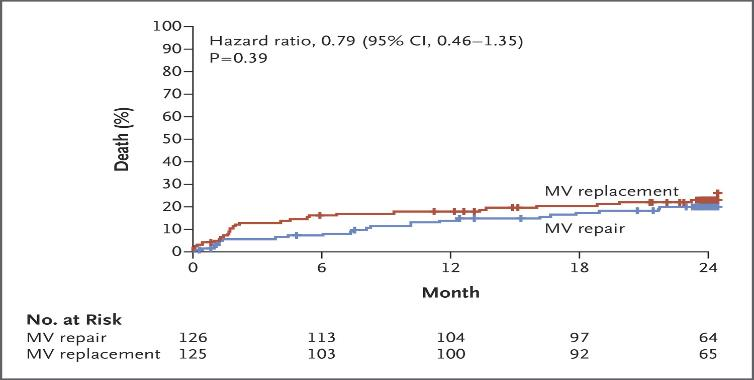 100
90
80
70
60
50
40
30
20
10
0
Death (%)
Hazard ratio, 0.79 (95% CI, 0.46–1.35)
P=0.39
MV replacement
MV repair
0 6 12 18 24
Month
No. at Risk
MV repair 126 113 104 97 64
MV replacement 125 103 100 92 65